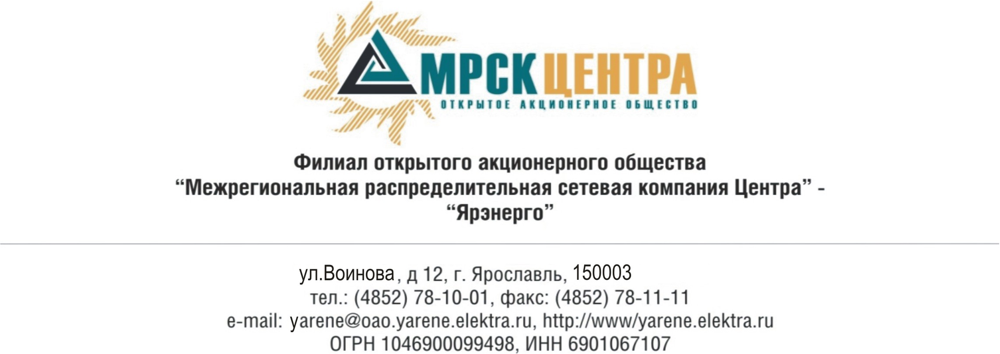 МРСК ЦЕНТРА
ОТКРЫТОЕ АКЦИОНЕРНОЕ ОБЩЕСТВО
Филиал открытого акционерного общества
“Межрегиональная распределительная сетевая компания Центра” -
“Ярэнерго”
ул.Воинова, д 12, г. Ярославль, 150003
тел.: (4852) 78-10-01, факс: (4852) 78-11-11
e-mail: yarene@oao.yarene.elektra.ru, http://www/yarene.elektra.ru
ОГРН 1046900099498, ИНН 6901067107